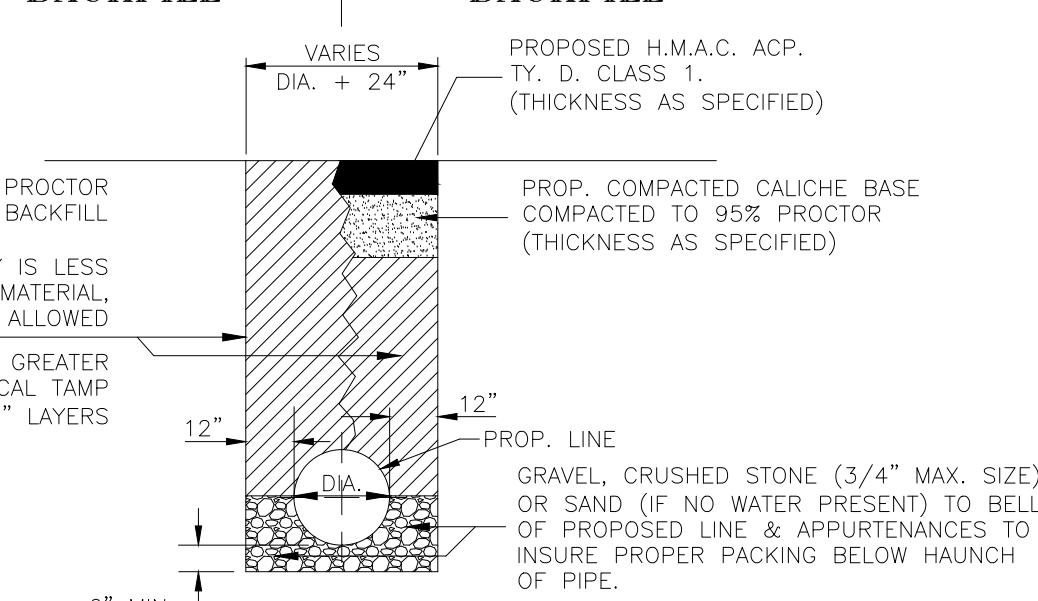 BACKFILL
BACKFILL
VARIES
DIA. + 24"
PROPOSED H.M.A.C. ACP.
TY. D. CLASS 1.
(THICKNESS AS SPECIFIED)
PROCTOR
BACKFILL
PROP. COMPACTED CALICHE BASE
COMPACTED TO 95% PROCTOR
(THICKNESS AS SPECIFIED)
IS LESS
MATERIAL,
ALLOWED
GREATER
CAL TAMP
" LAYERS
12"
12"
PROP. LINE
DIA.
GRAVEL, CRUSHED STONE (3/4" MAX. SIZE)
OR SAND (IF NO WATER PRESENT) TO BELL
OF PROPOSED LINE & APPURTENANCES TO
INSURE PROPER PACKING BELOW HAUNCH
OF PIPE.
" MIN